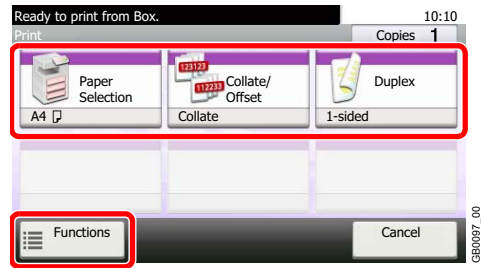 Ready to print from Box.
10:10
Print
Copies 1
Paper
Selection
A4
123123
112233
Collate/
Offset
Collate
Duplex
1-sided
Functions
Cancel
GB0097_00